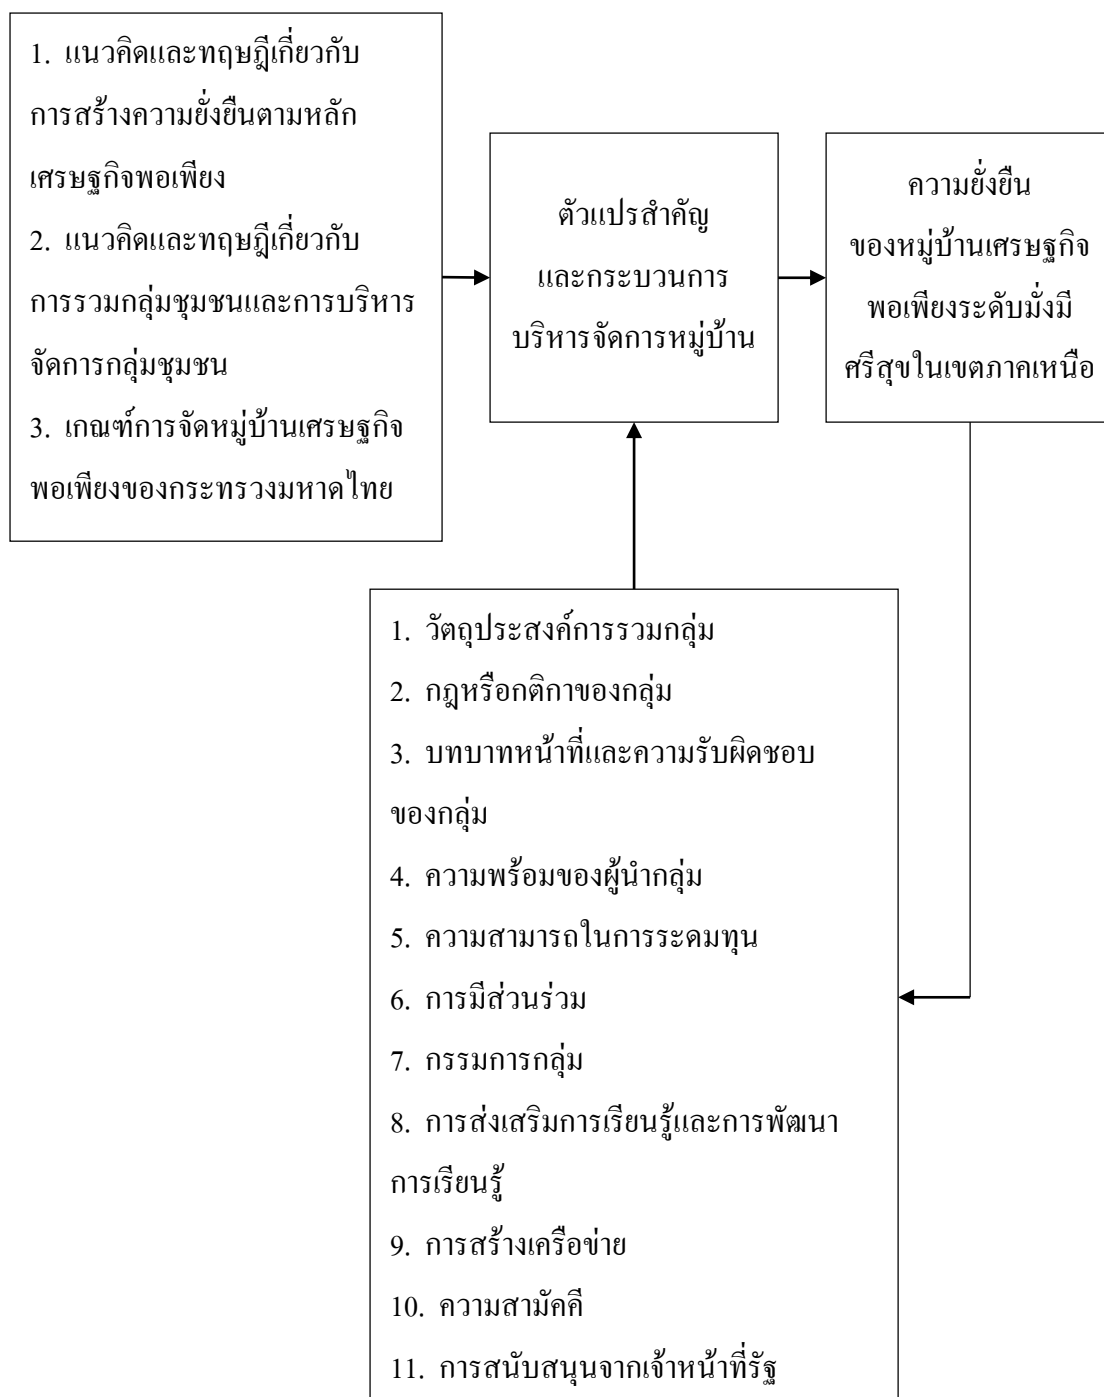 1. แนวคิดและทฤษฎีเกี่ยวกับ
การสร้างความยั่งยืนตามหลัก
เศรษฐกิจพอเพียง
2. แนวคิดและทฤษฎีเกี่ยวกับ
การรวมกลุ่มชุมชนและการบริหาร
จัดการกลุ่มชุมชน
3. เกณฑ์การจัดหมู่บ้านเศรษฐกิจ
พอเพียงของกระทรวงมหาดไทย
ตัวแปรสำคัญ
และกระบวนการ
บริหารจัดการหมู่บ้าน
ความยั่งยืน
ของหมู่บ้านเศรษฐกิจ
พอเพียงระดับมั่งมี
ศรีสุขในเขตภาคเหนือ
1. วัตถุประสงค์การรวมกลุ่ม
2. กฎหรือกติกาของกลุ่ม
3. บทบาทหน้าที่และความรับผิดชอบ
ของกลุ่ม
4. ความพร้อมของผู้นำกลุ่ม
5. ความสามารถในการระดมทุน
6. การมีส่วนร่วม
7. กรรมการกลุ่ม
8. การส่งเสริมการเรียนรู้และการพัฒนา
การเรียนรู้
9. การสร้างเครือข่าย
10. ความสามัคคี
11. การสนับสนุนจากเจ้าหน้าที่รัฐ